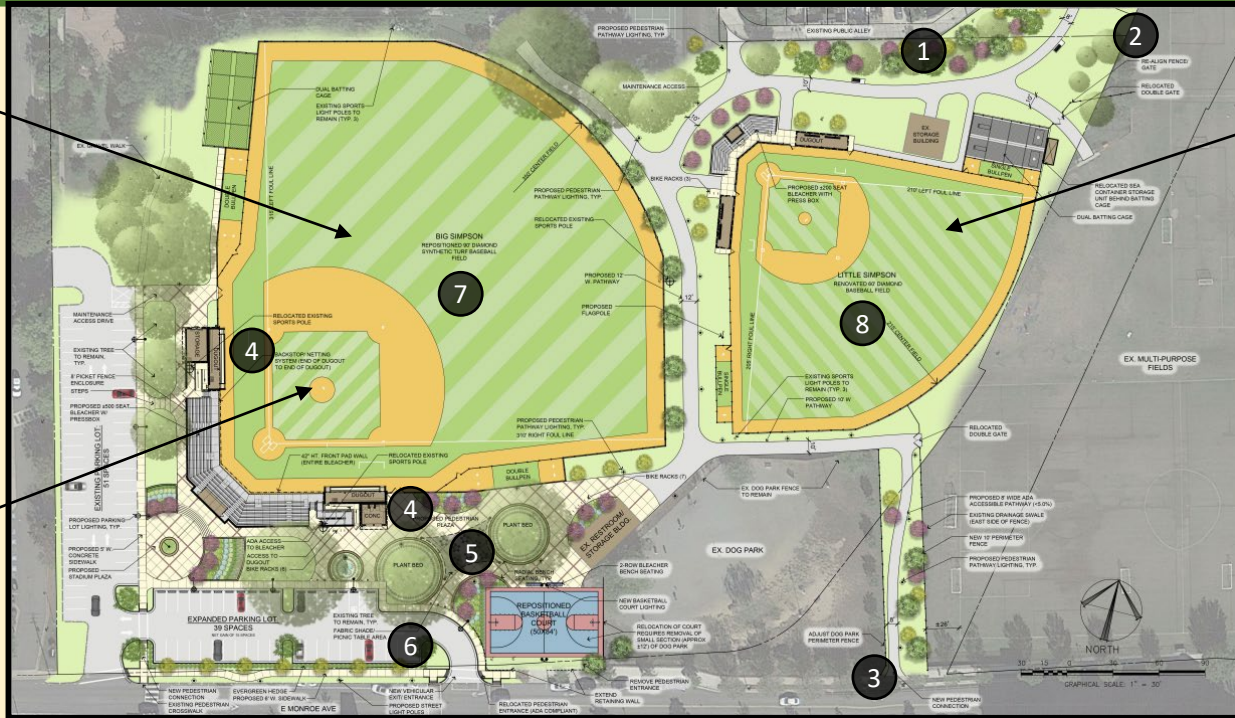 PROPOSED PEDESTRIAN
PATHWAY LIGHTING, TYP.
EXISTING PUBLIC ALLEY
1
2
RE-ALIGN FENCE/
GATE
RELOCATED
DOUBLE GATE
MAINTENANCE ACCESS
DUAL BATTING
CAGE
EXISTING SPORTS
LIGHT POLES TO
REMAIN (TYP. 3)
DUGOUT
EX.
STORAGE
BUILDING
SINGLE
BULLPEN
RELOCATED SEA
CONTAINER STORAGE
UNIT BEHIND BATTING
CAGE
DUAL BATTING CAGE
BIKE RACKS (3)
PROPOSED ±200 SEAT
BLEACHER WITH
PRESS BOX
210' LEFT FOUL LINE
PROPOSED PEDESTRIAN
PATHWAY LIGHTING, TYP.
RELOCATED EXISTING
SPORTS POLE
BIG SIMPSON
REPOSITIONED 90' DIAMOND
SYNTHETIC TURF BASEBALL
FIELD
7
PROPOSED 12'
W. PATHWAY
12'
PROPOSED
FLAGPOLE
LITTLE SIMPSON
RENOVATED 60' DIAMOND
BASEBALL FIELD
8
MAINTENANCE
ACCESS DRIVE
RELOCATED EXISTING
SPORTS POLE
EXISTING TREE
TO REMAIN,
TYP.
STORAGE
DUGOUT
4
BACKSTOP/ NETTING
SYSTEM (END OF DUGOUT
TO END OF DUGOUT)
8' PICKET FENCE
ENCLOSURE
STEPS
PROPOSED ±500 SEAT
BLEACHER W/
PRESSBOX
EX. MULTI-PURPOSE
FIELDS
EXISTING SPORTS
LIGHT POLES TO
REMAIN (TYP. 3)
PROPOSED 10' W.
PATHWAY
EXISTING PARKING LOT
51 SPACES
PROPOSED PEDESTRIAN
PATHWAY LIGHTING, TYP.
310' RIGHT FOUL LINE
RELOCATED
DOUBLE GATE
42" HT. FRONT PAD WALL
(ENTIRE BLEACHER)
RELOCATED EXISTING
SPORTS POLE
DOUBLE
BULLPEN
BIKE RACKS (7)
EX. DOG PARK FENCE
TO REMAIN
DUGOUT
CONC.
4
PLANT BED
EX. RESTROOM/
STORAGE BLDG.
PROPOSED 8' WIDE ADA
ACCESSIBLE PATHWAY (<5.0%)
EXISTING DRAINAGE SWALE
(EAST SIDE OF FENCE)
NEW 10' PERIMETER
FENCE
PROPOSED PEDESTRIAN
PATHWAY LIGHTING, TYP.
PROPOSED PARKING
LOT LIGHTING, TYP.
PROPOSED 5' W.
CONCRETE
SIDEWALK
PROPOSED
STADIUM PLAZA
ADA ACCESS
TO BLEACHER
ACCESS TO
DUGOUT
BIKE RACKS (6)
PLANT BED
5
EX. DOG PARK
2-ROW BLEACHER
BENCH SEATING
NEW BASKETBALL
COURT LIGHTING
EXPANDED PARKING LOT
39 SPACES
EXISTING TREE
TO REMAIN, TYP.
FABRIC SHADE/
PICNIC TABLE AREA
6
REPOSITIONED
BASKETBALL
COURT
(50'X84')
RELOCATION OF COURT
REQUIRES REMOVAL OF
SMALL SECTION (APPROX
±12') OF DOG PARK
ADJUST DOG PARK
PERIMETER FENCE
3
NORTH
GRAPHICAL SCALE: 1" = 30'
REMOVE PEDESTRIAN
ENTRANCE
NEW PEDESTRIAN
CONNECTION
EXISTING PEDESTRIAN
CROSSWALK
EVERGREEN HEDGE
PROPOSED 6' W. SIDEWALK
E MONROE AVE
NEW VEHICULAR
EXIT/ ENTRANCE
PROPOSED STREET
LIGHT POLES
RELOCATED PEDESTRIAN
ENTRANCE (ADA COMPLIANT)
EXTEND
RETAINING WALL
NEW PEDESTRIAN
CONNECTION